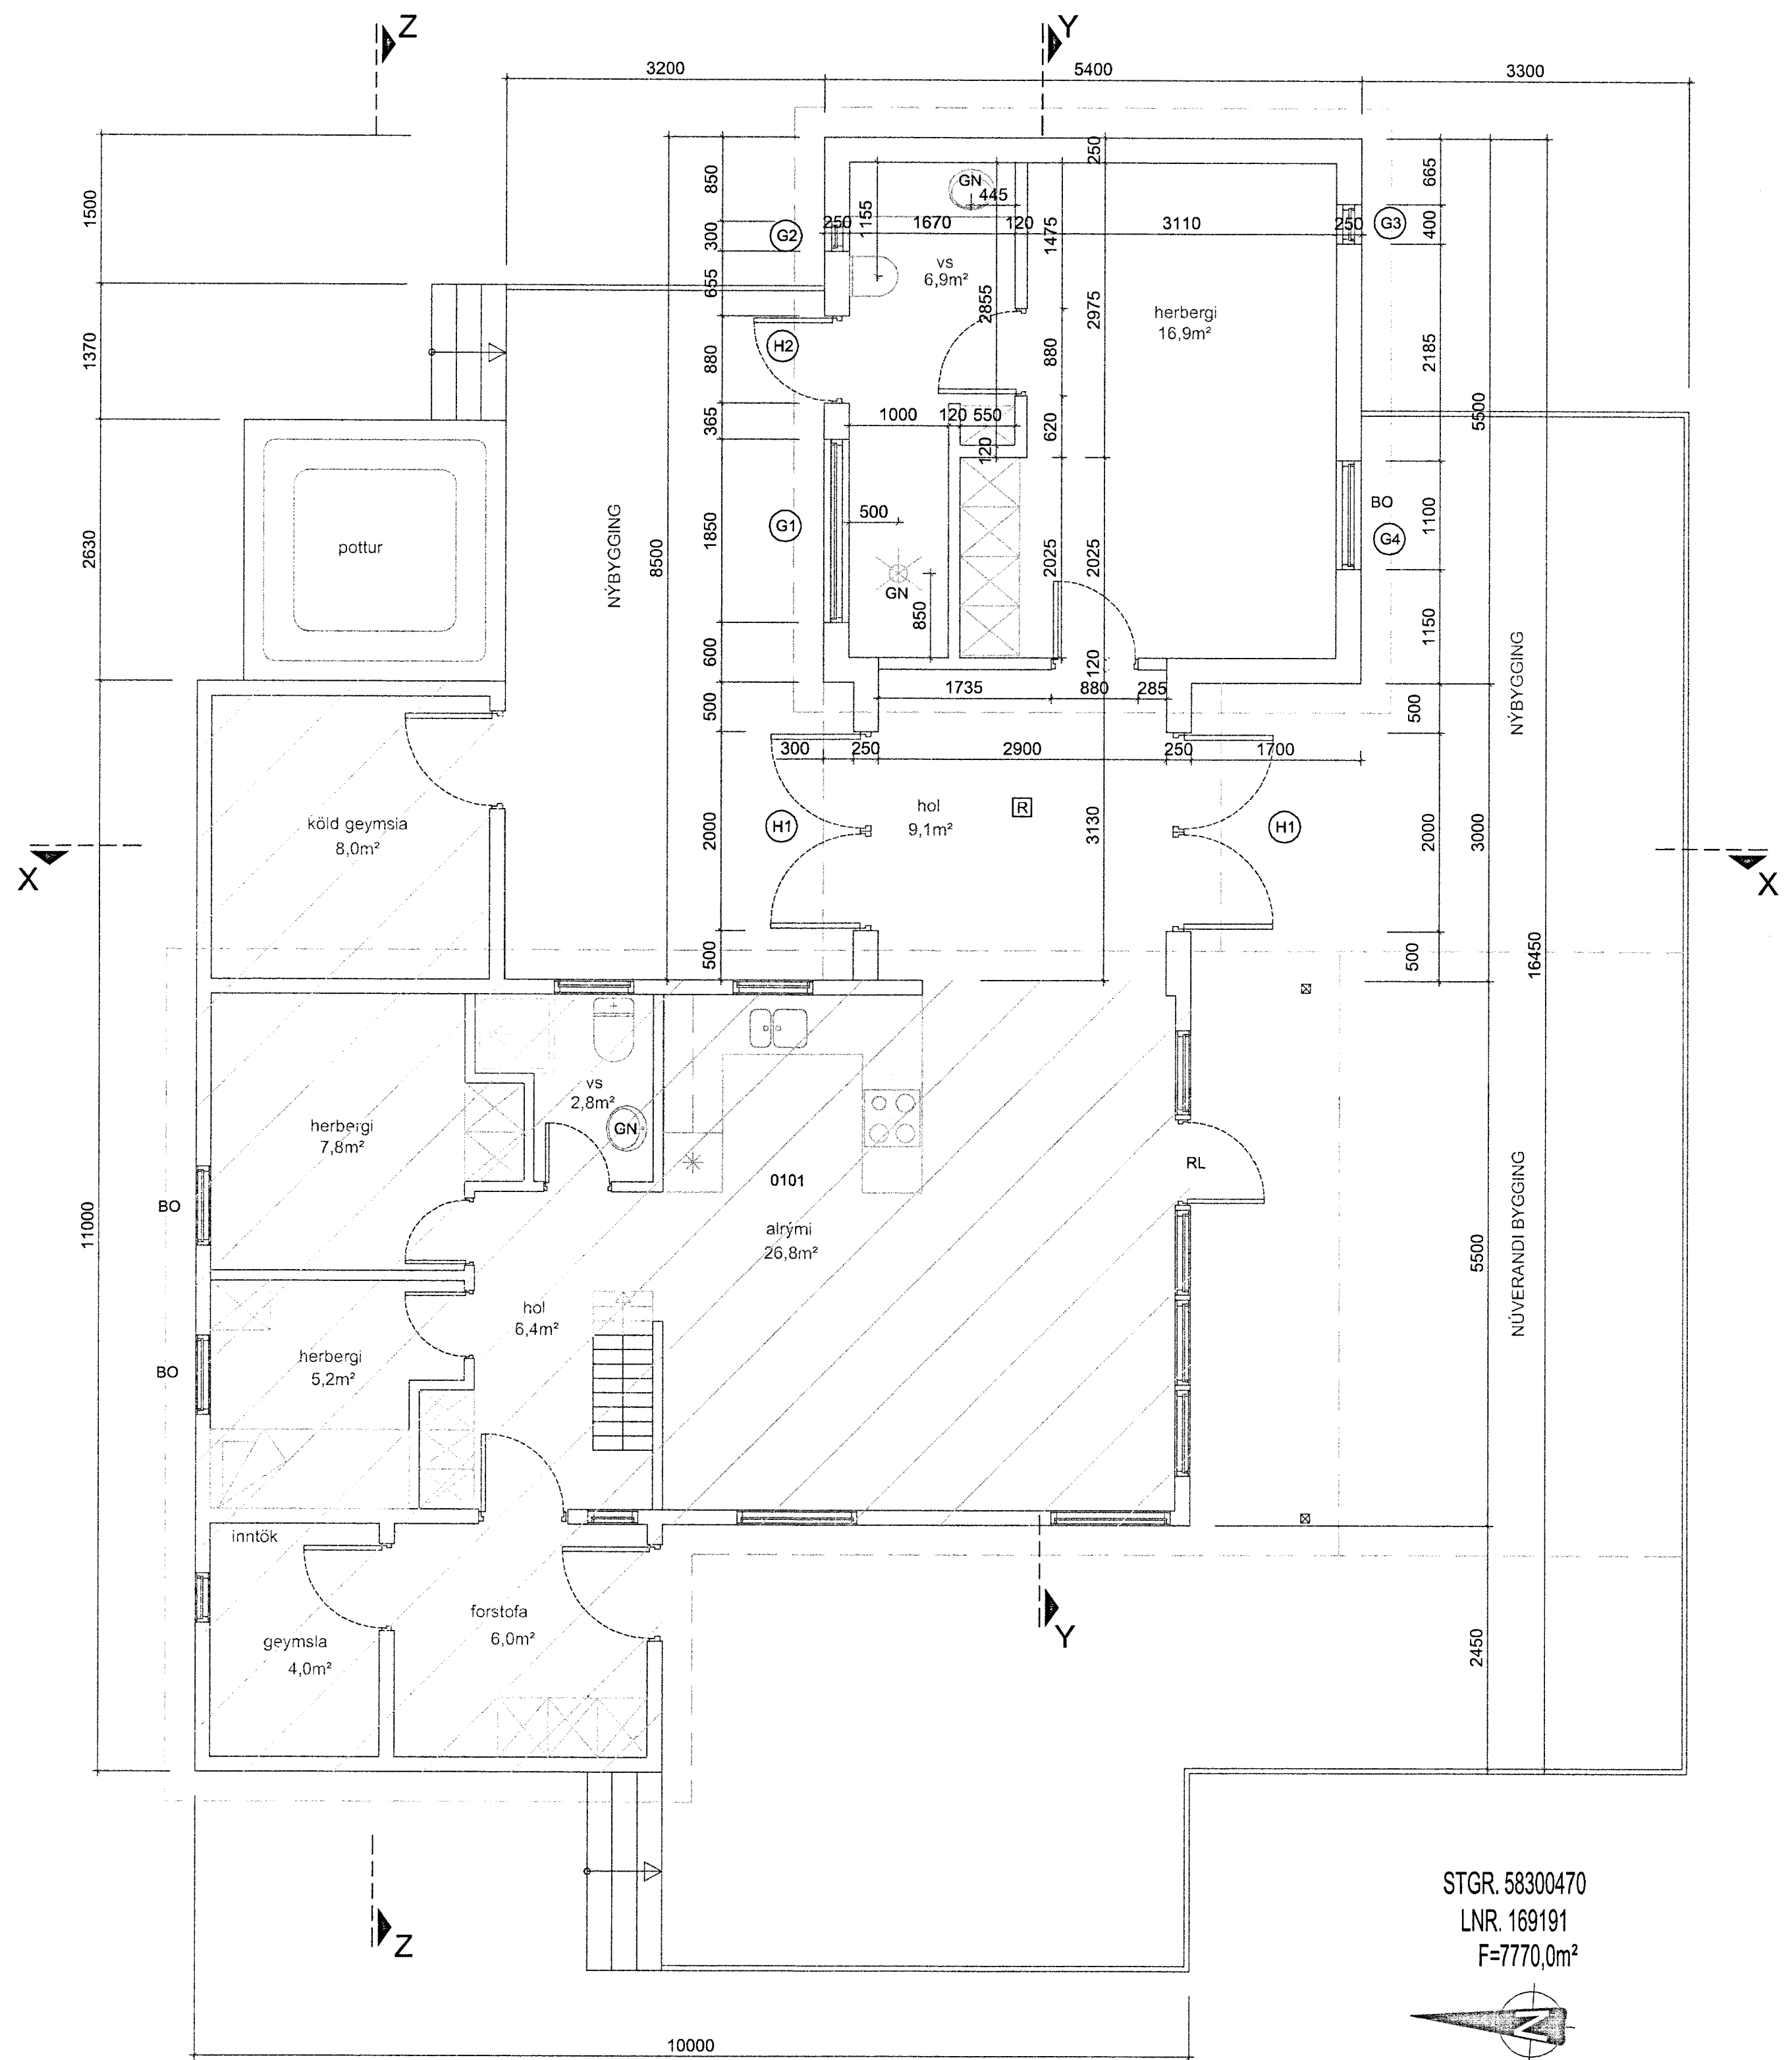 Z
Y
3200
5400
3300
1500
1370
2630
11000
850
300
655
880
365
1850
600
500
2000
500
8500
NÝBYGGING
G2
H2
G1
H1
250
1670
120
3110
250
GN
445
1155
vs
6,9m²
2855
250
1475
2975
880
620
2025
2025
120
3130
herbergi
16,9m²
1000
120
550
120
500
GN
850
1735
880
285
300
250
2900
250
1700
hol
9,1m²
R
H1
G3
BO
G4
665
400
2185
1100
1150
500
2000
500
5500
3000
5500
2450
16450
NÝBYGGING
NÚVERANDI BYGGING
pottur
köld geymsla
8,0m²
X
X
herbergi
7,8m²
BO
vs
2,8m²
GN
0101
alrými
26,8m²
RL
hol
6,4m²
herbergi
5,2m²
BO
inntök
geymsla
4,0m²
forstofa
6,0m²
Y
Z
10000
STGR. 58300470
LNR. 169191
F=7770,0m²
N